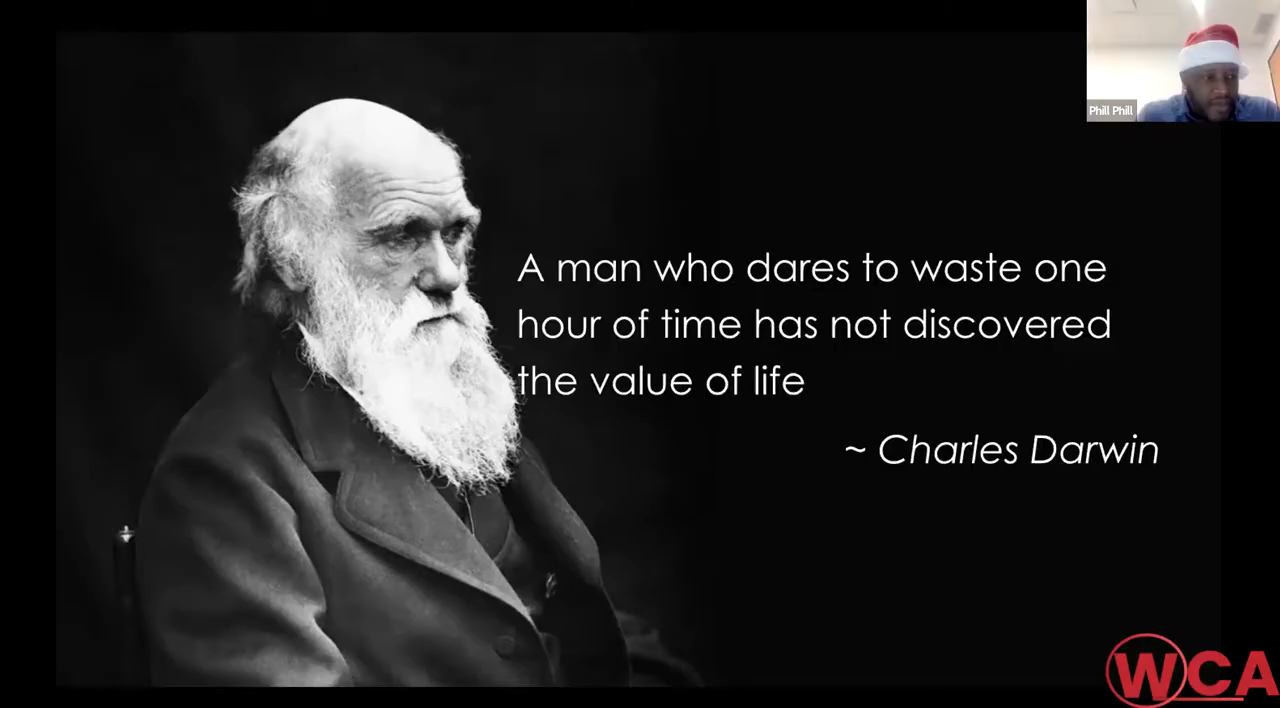 Phill Phill
A man who dares to waste one
hour of time has not discovered
the value of life
~ Charles Darwin
WCA